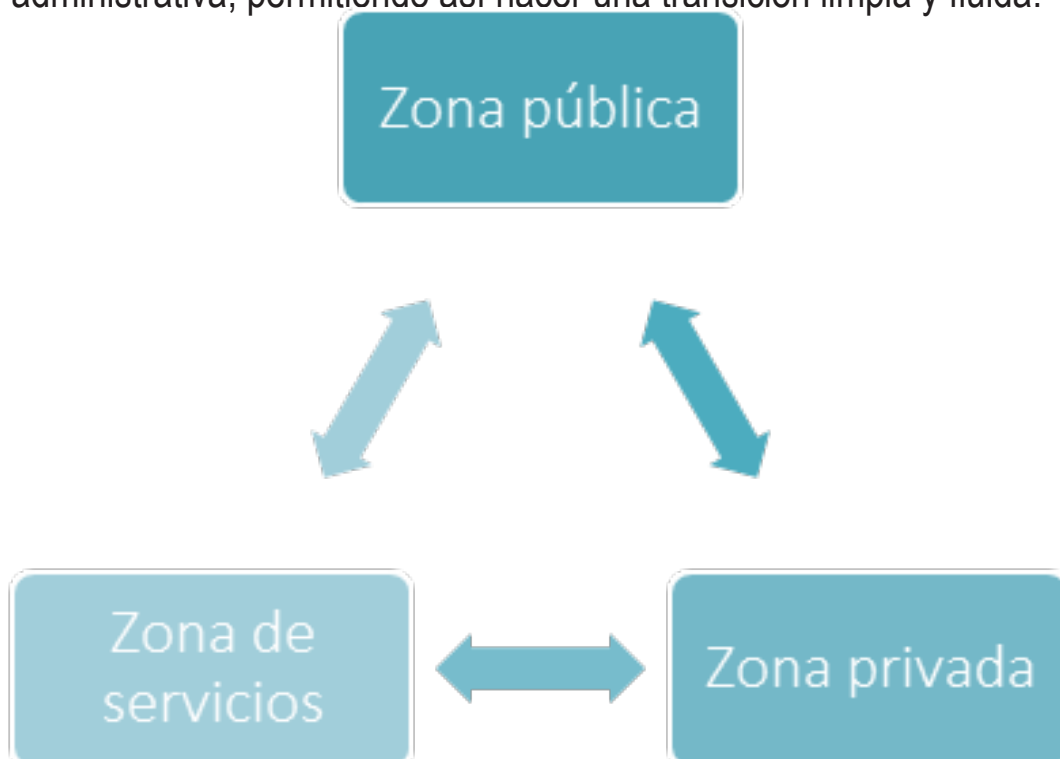 administrativa, permitiendo así hacer una transición limpia y fluida.
Zona pública
Zona de
servicios
Zona privada